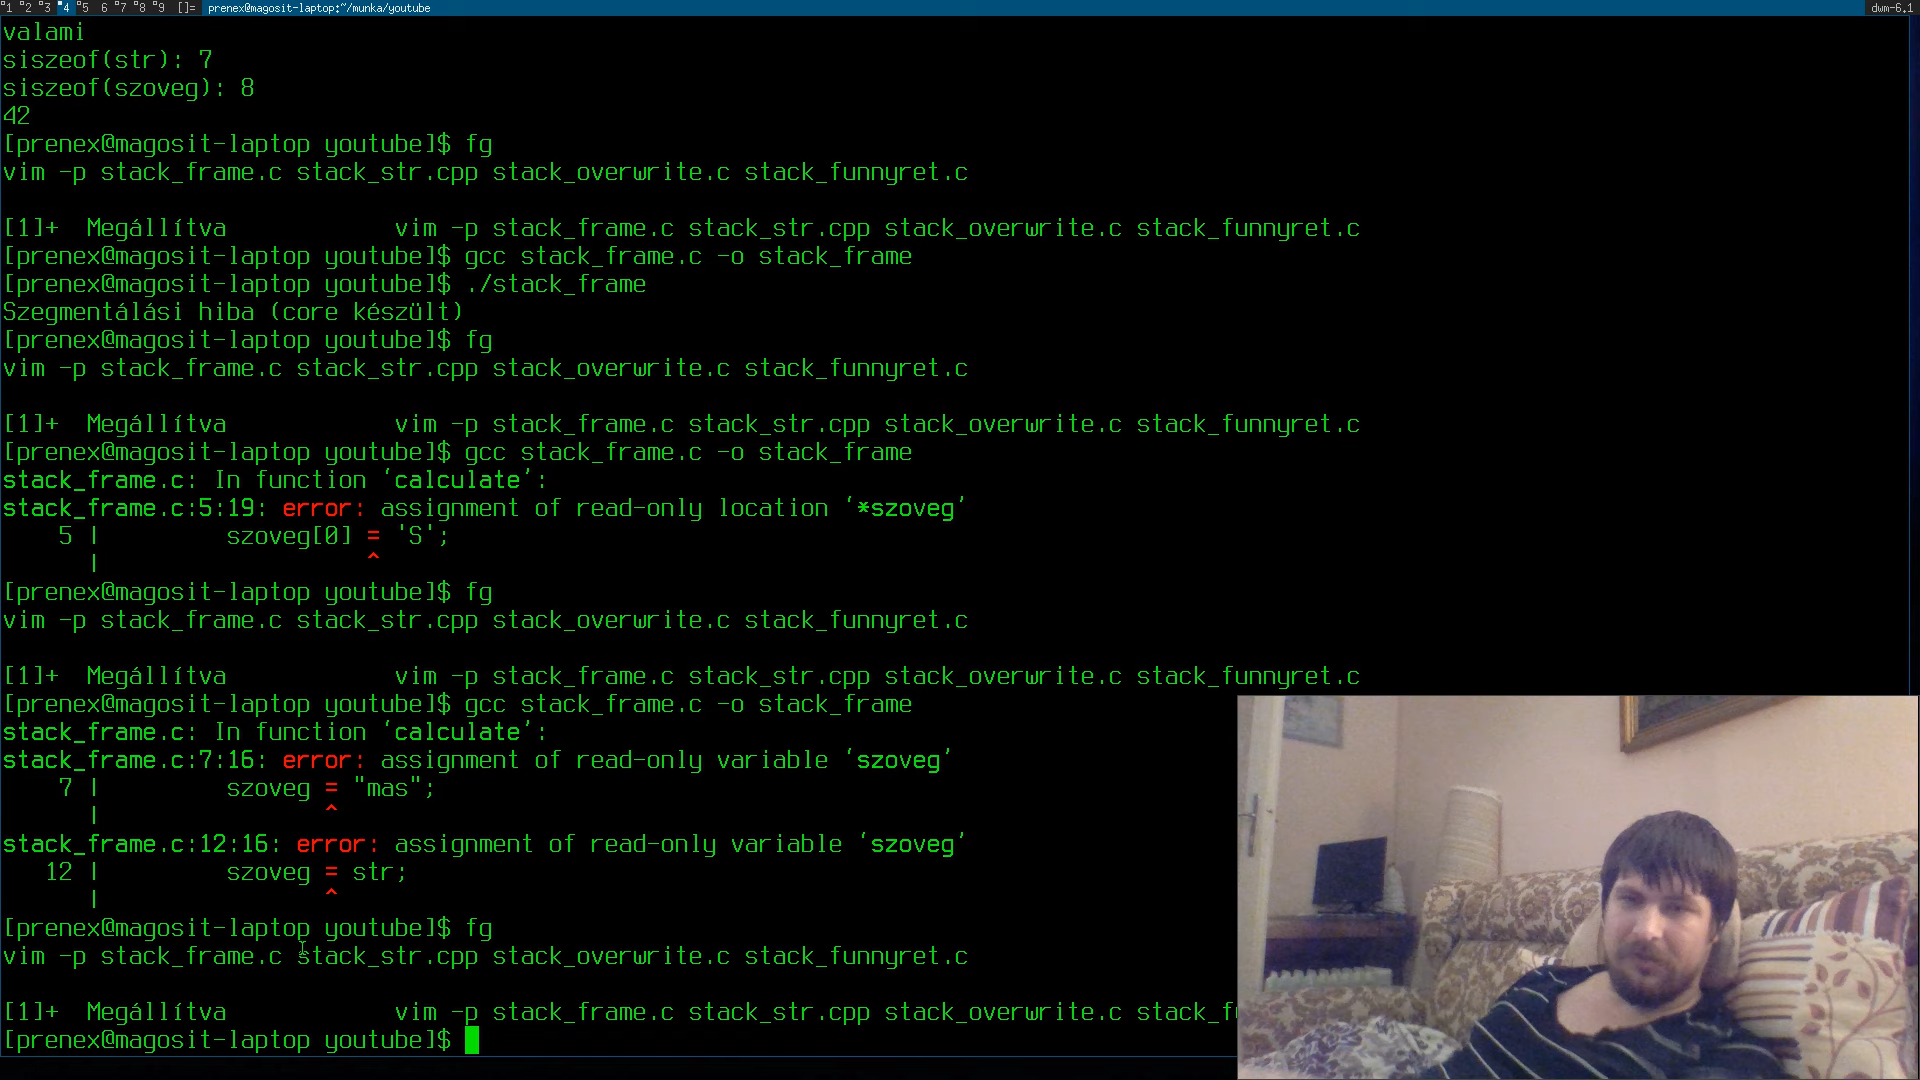 1 2 3 4 5 6 7 8 9 []= prenex@magosit-laptop:~/munka/youtube dwm-6.1
valami
siszeof(str): 7
siszeof(szoveg): 8
42
[prenex@magosit-laptop youtube]$ fg
vim -p stack_frame.c stack_str.cpp stack_overwrite.c stack_funnyret.c
[1]+  Megállítva            vim -p stack_frame.c stack_str.cpp stack_overwrite.c stack_funnyret.c
[prenex@magosit-laptop youtube]$ gcc stack_frame.c -o stack_frame
[prenex@magosit-laptop youtube]$ ./stack_frame
Szegmentálási hiba (core készült)
[prenex@magosit-laptop youtube]$ fg
vim -p stack_frame.c stack_str.cpp stack_overwrite.c stack_funnyret.c
[1]+  Megállítva            vim -p stack_frame.c stack_str.cpp stack_overwrite.c stack_funnyret.c
[prenex@magosit-laptop youtube]$ gcc stack_frame.c -o stack_frame
stack_frame.c: In function ‘calculate’:
stack_frame.c:5:19: error: assignment of read-only location ‘*szoveg’
    5 |         szoveg[0] = 'S';
      |                   ^
[prenex@magosit-laptop youtube]$ fg
vim -p stack_frame.c stack_str.cpp stack_overwrite.c stack_funnyret.c
[1]+  Megállítva            vim -p stack_frame.c stack_str.cpp stack_overwrite.c stack_funnyret.c
[prenex@magosit-laptop youtube]$ gcc stack_frame.c -o stack_frame
stack_frame.c: In function ‘calculate’:
stack_frame.c:7:16: error: assignment of read-only variable ‘szoveg’
    7 |         szoveg = "mas";
      |                ^
stack_frame.c:12:16: error: assignment of read-only variable ‘szoveg’
   12 |         szoveg = str;
      |                ^
[prenex@magosit-laptop youtube]$ fg
vim -p stack_frame.c stack_str.cpp stack_overwrite.c stack_funnyret.c
[1]+  Megállítva            vim -p stack_frame.c stack_str.cpp stack_overwrite.c
[prenex@magosit-laptop youtube]$